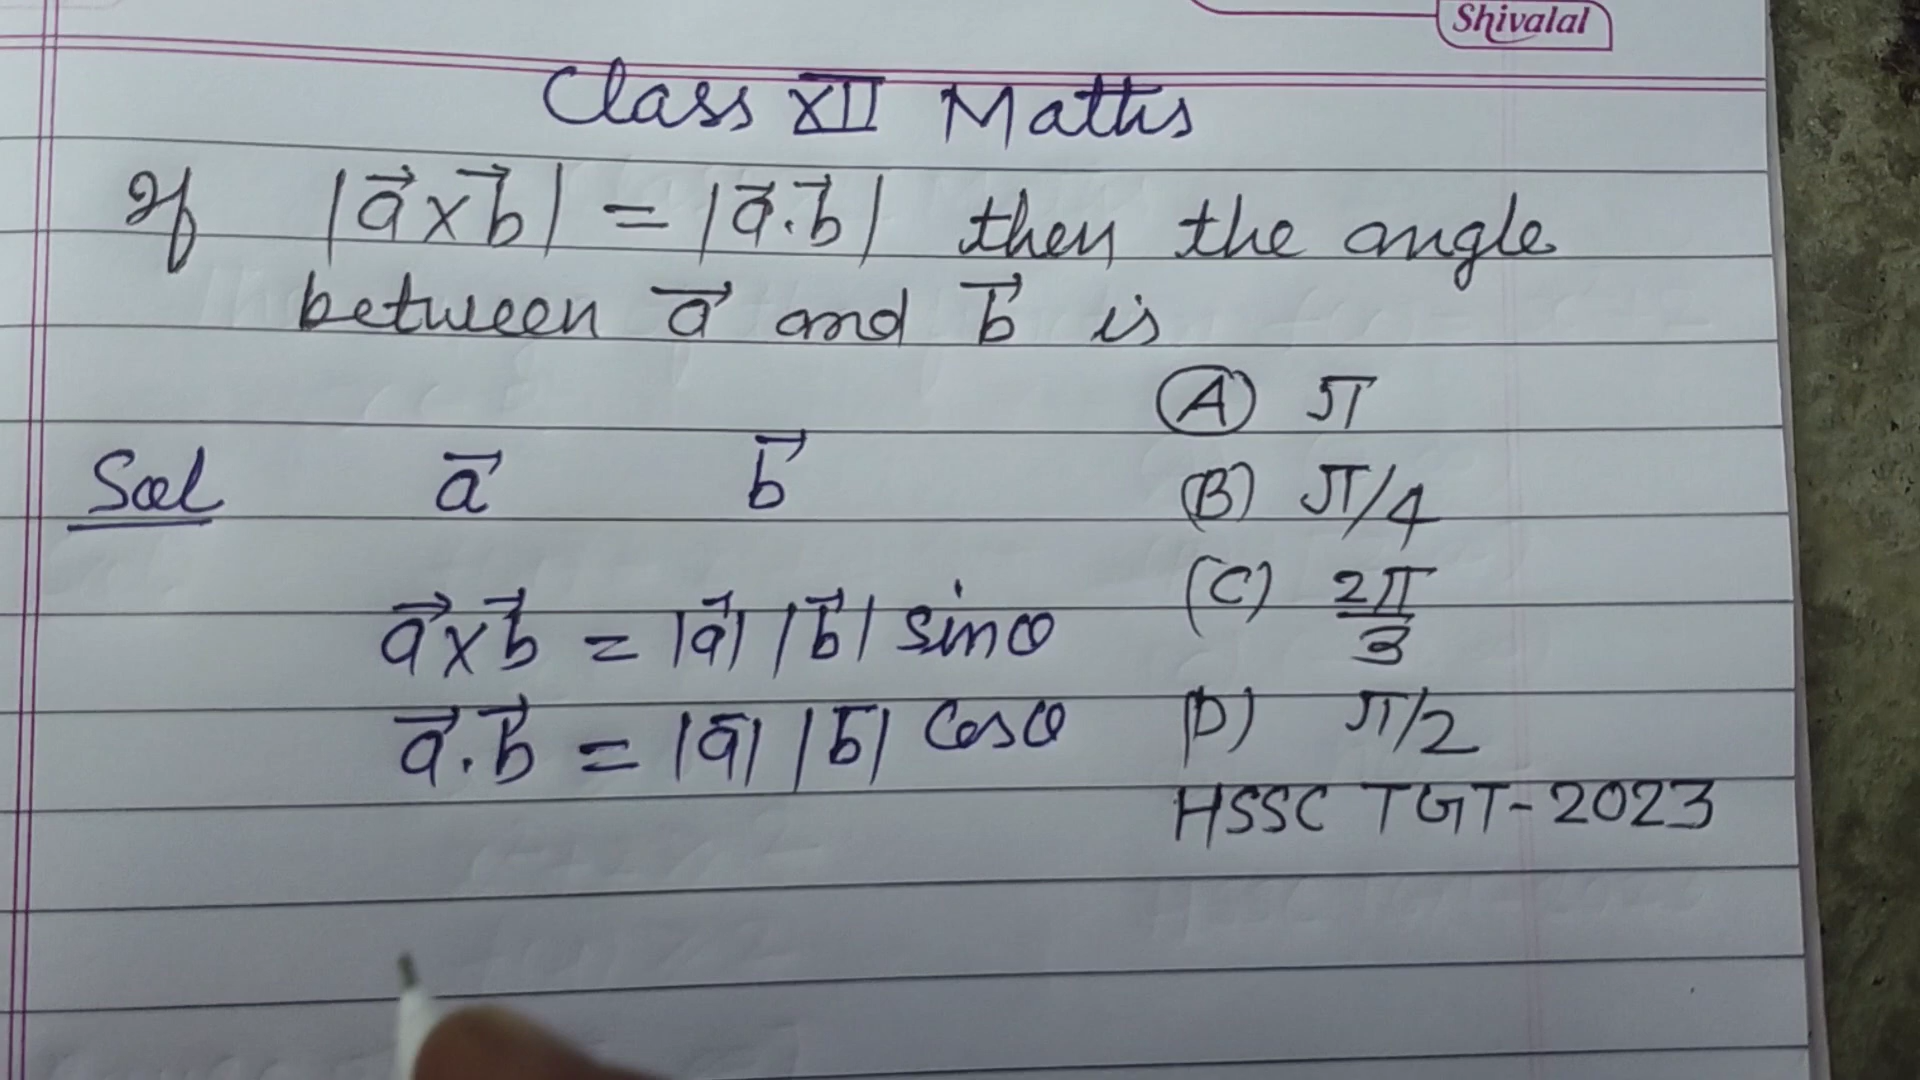 Shivalal
Class XII Maths
If |a⃗×b⃗| = |a⃗.b⃗| then the angle
between a⃗ and b⃗ is
(A) π
Sol a⃗ b⃗
(B) π/4
(C) 2π/3
a⃗×b⃗ = |a⃗| |b⃗| sinθ
(D) π/2
a⃗.b⃗ = |a̅| |b̅| Cosθ
HSSC TGT-2023